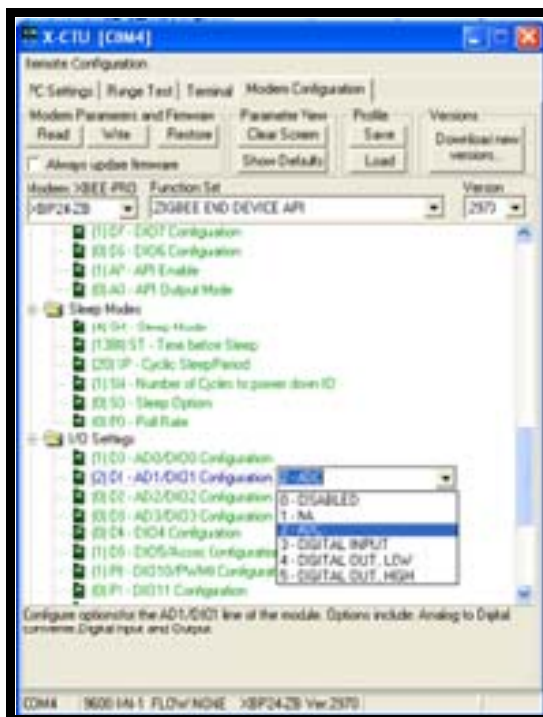 X-CTU [COM4]
Remote Configuration
PC Settings Range Test Terminal Modem Configuration
Modem Parameters and Firmware Parameter View Profile Versions
Read Write Restore Clear Screen Save Download new versions...
Always update firmware Show Defaults Load
Modem: XBEE-PRO Function Set Version
XBP24-ZB ZIGBEE END DEVICE API 2970
(1) D7 - DIO7 Configuration
(0) D6 - DIO6 Configuration
(1) AP - API Enable
(0) AO - API Output Mode
Sleep Modes
(4) SM - Sleep Mode
(1388) ST - Time before Sleep
(20) SP - Cyclic Sleep Period
(1) SN - Number of Cycles to power down IO
(0) SO - Sleep Option
(0) PO - Poll Rate
I/O Settings
D0 - AD0/DIO0 Configuration
(2) D1 - AD1/DIO1 Configuration 2 - ADC
(0) D2 - AD2/DIO2 Configuration 0 - DISABLED
(0) D3 - AD3/DIO3 Configuration 1 - NA
(0) D4 - DIO4 Configuration 2 - ADC
(1) D5 - DIO5/Assoc Configuration 3 - DIGITAL INPUT
(1) P0 - DIO10/PWM0 Configurat 4 - DIGITAL OUT, LOW
(0) P1 - DIO11 Configuration 5 - DIGITAL OUT, HIGH
Configure options for the AD1/DIO1 line of the module. Options include: Analog to Digital
converter, Digital Input and Output.
COM4 9600 8-N-1 FLOW:NONE XBP24-ZB Ver:2970